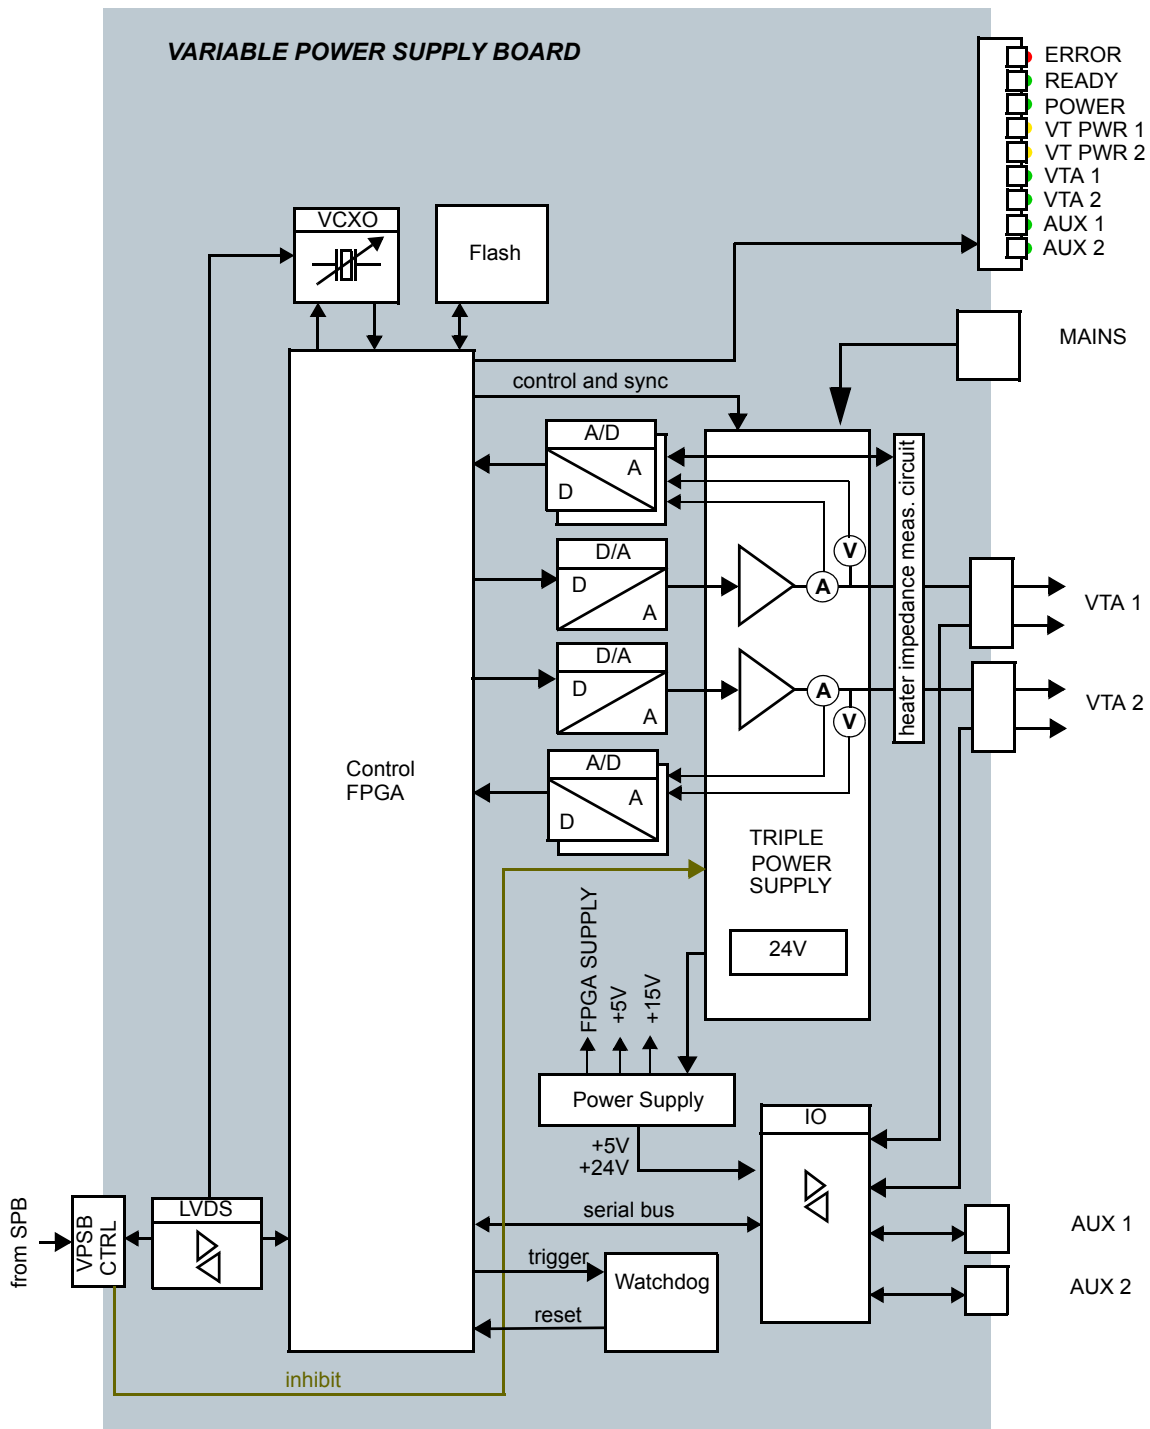 VARIABLE POWER SUPPLY BOARD
ERROR
READY
POWER
VT PWR 1
VT PWR 2
VTA 1
VTA 2
AUX 1
AUX 2
VCXO
Flash
MAINS
control and sync
A/D
A
D
D/A
D
A
D/A
D
A
A/D
A
D
V
A
A
V
heater impedance meas. circuit
VTA 1
VTA 2
Control
FPGA
TRIPLE
POWER
SUPPLY
24V
FPGA SUPPLY
+5V
+15V
Power Supply
+5V
+24V
IO
serial bus
trigger
Watchdog
reset
LVDS
VPSB
CTRL
from SPB
inhibit
AUX 1
AUX 2